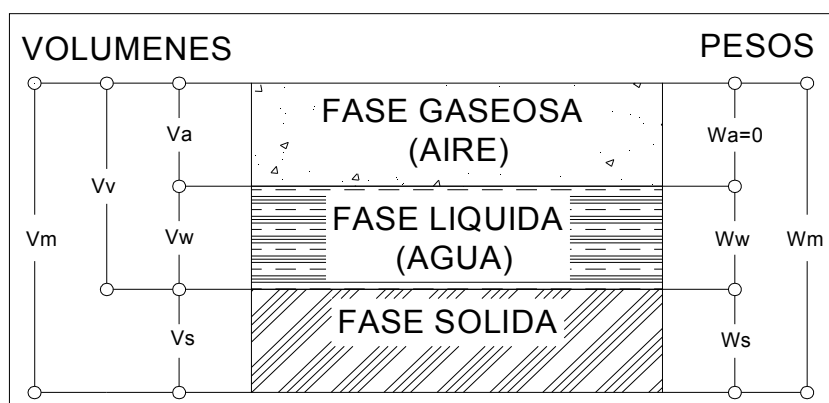 VOLUMENES
PESOS
FASE GASEOSA
(AIRE)
Va
Wa=0
Vv
Vm
FASE LIQUIDA
(AGUA)
Vw
Ww
Wm
FASE SOLIDA
Vs
Ws